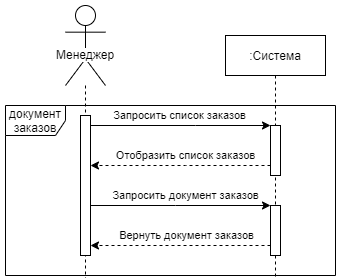 Менеджер
:Система
документ
заказов
Запросить список заказов
Отобразить список заказов
Запросить документ заказов
Вернуть документ заказов